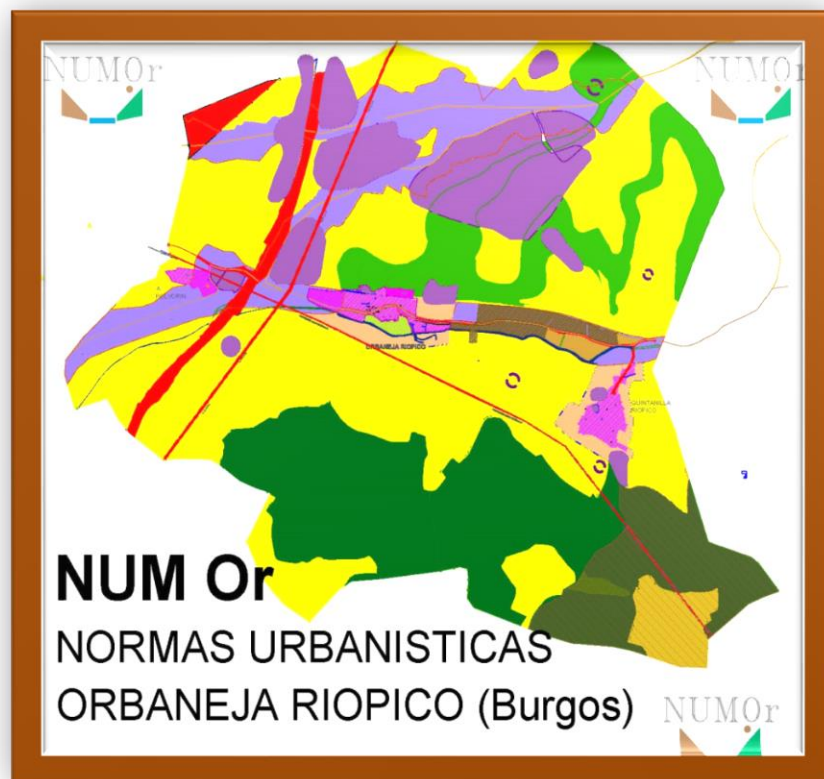 NUMOr
NUMOr
ORBANEJA RIOPICO
QUINTANILLA
RIOPICO
NUM Or
NORMAS URBANISTICAS
ORBANEJA RIOPICO (Burgos)
NUMOr